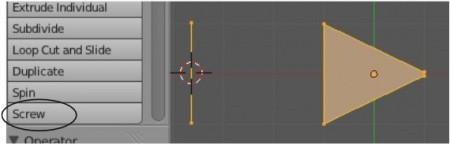 Extrude Individual
Subdivide
Loop Cut and Slide
Duplicate
Spin
Screw
Operator